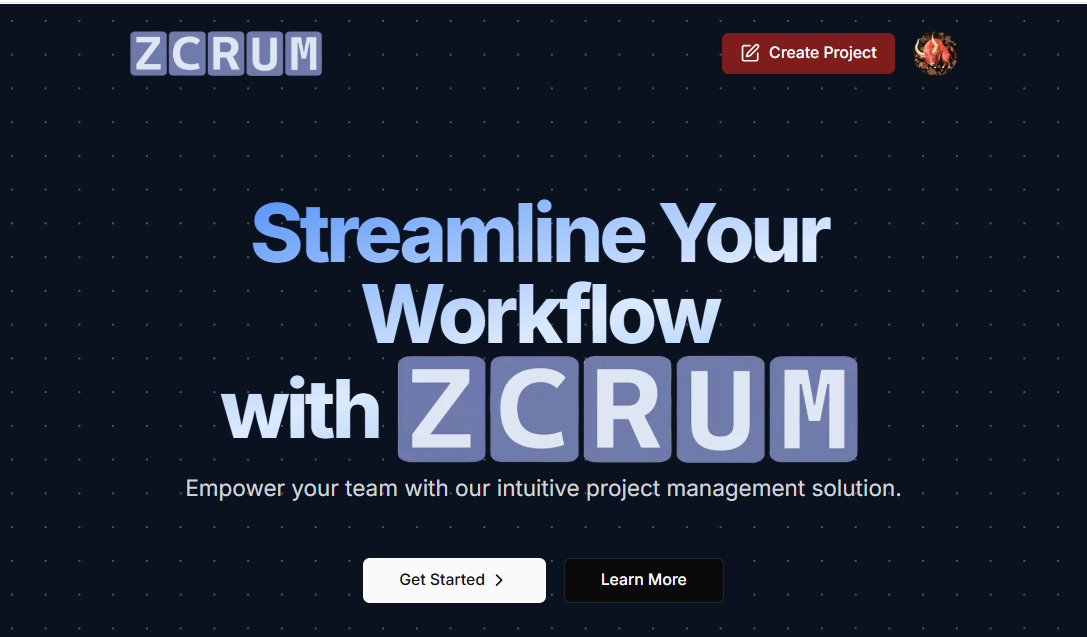 ZCRUM
Create Project
Streamline Your
Workflow
with ZCRUM
Empower your team with our intuitive project management solution.
Get Started
Learn More